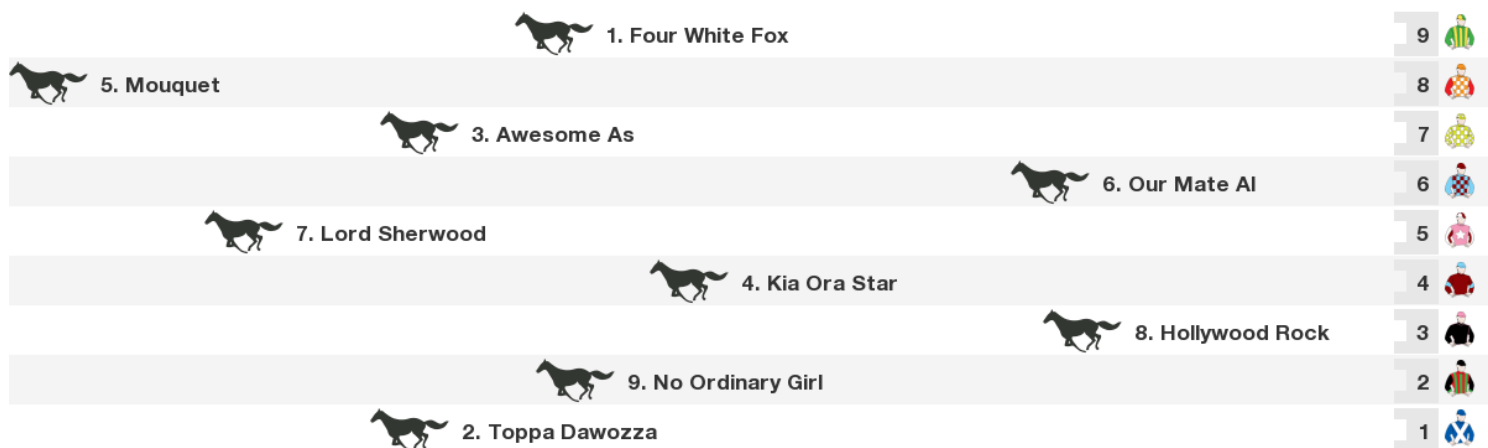 1. Four White Fox 9
5. Mouquet 8
3. Awesome As 7
6. Our Mate Al 6
7. Lord Sherwood 5
4. Kia Ora Star 4
8. Hollywood Rock 3
9. No Ordinary Girl 2
2. Toppa Dawozza 1